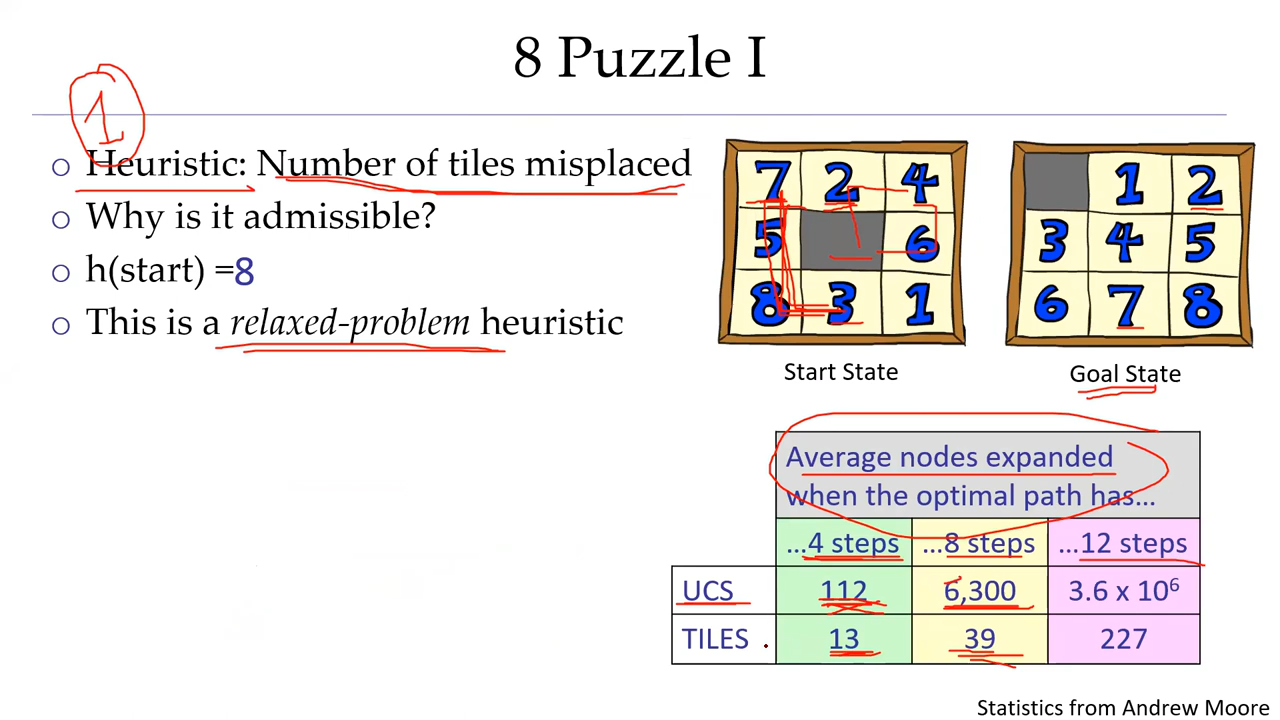 8 Puzzle I
1
Heuristic: Number of tiles misplaced
Why is it admissible?
h(start) =8
This is a relaxed-problem heuristic
7 2 4
5 6
8 3 1
Start State
1 2
3 4 5
6 7 8
Goal State
Average nodes expanded
when the optimal path has…
…4 steps …8 steps …12 steps
UCS 112 6,300 3.6 x 10⁶
TILES 13 39 227
Statistics from Andrew Moore